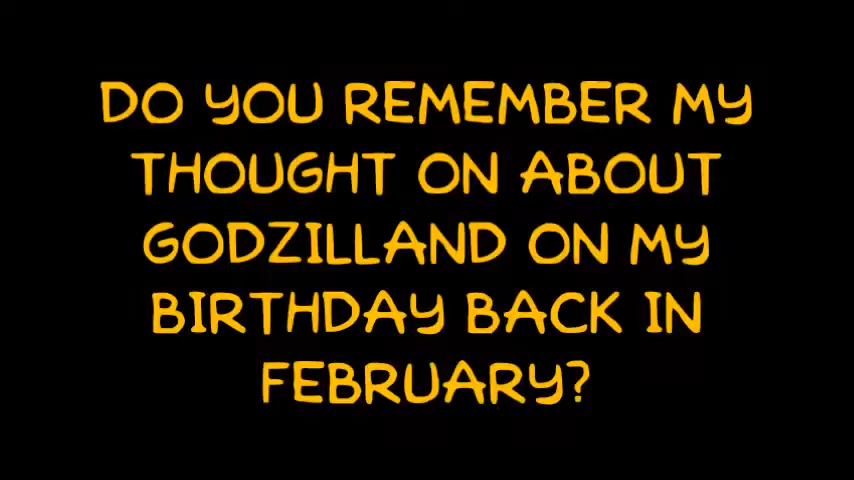 DO YOU REMEMBER MY
THOUGHT ON ABOUT
GODZILLAND ON MY
BIRTHDAY BACK IN
FEBRUARY?